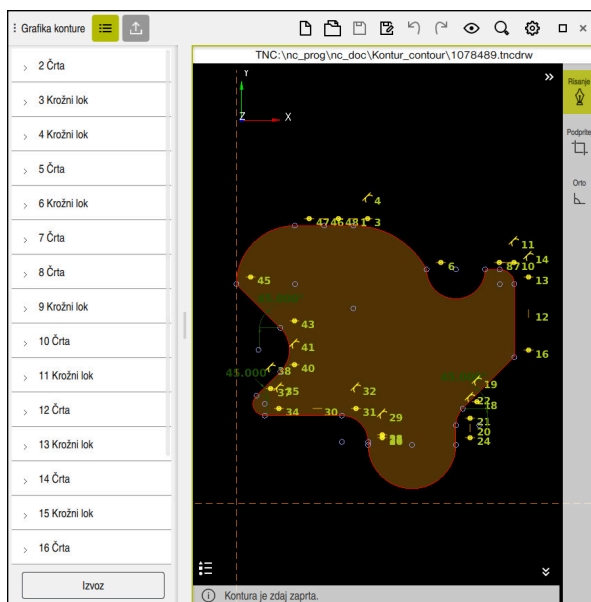 Grafika konture
TNC:\nc_prog\nc_doc\Kontur_contour\1078489.tncdrw
2 Črta
3 Krožni lok
4 Krožni lok
5 Črta
6 Krožni lok
7 Črta
8 Črta
9 Krožni lok
10 Črta
11 Krožni lok
12 Črta
13 Krožni lok
14 Črta
15 Krožni lok
16 Črta
Izvoz
Y
Z X
4
47 46 48 1 3
11
6 8 7 10 14
45 13
43 12
41 16
40
38
45.000
37 35 32 19
22 18
34 30 31 29
21
20
24
Risanje
Podprite
Orto
Kontura je zdaj zaprta.